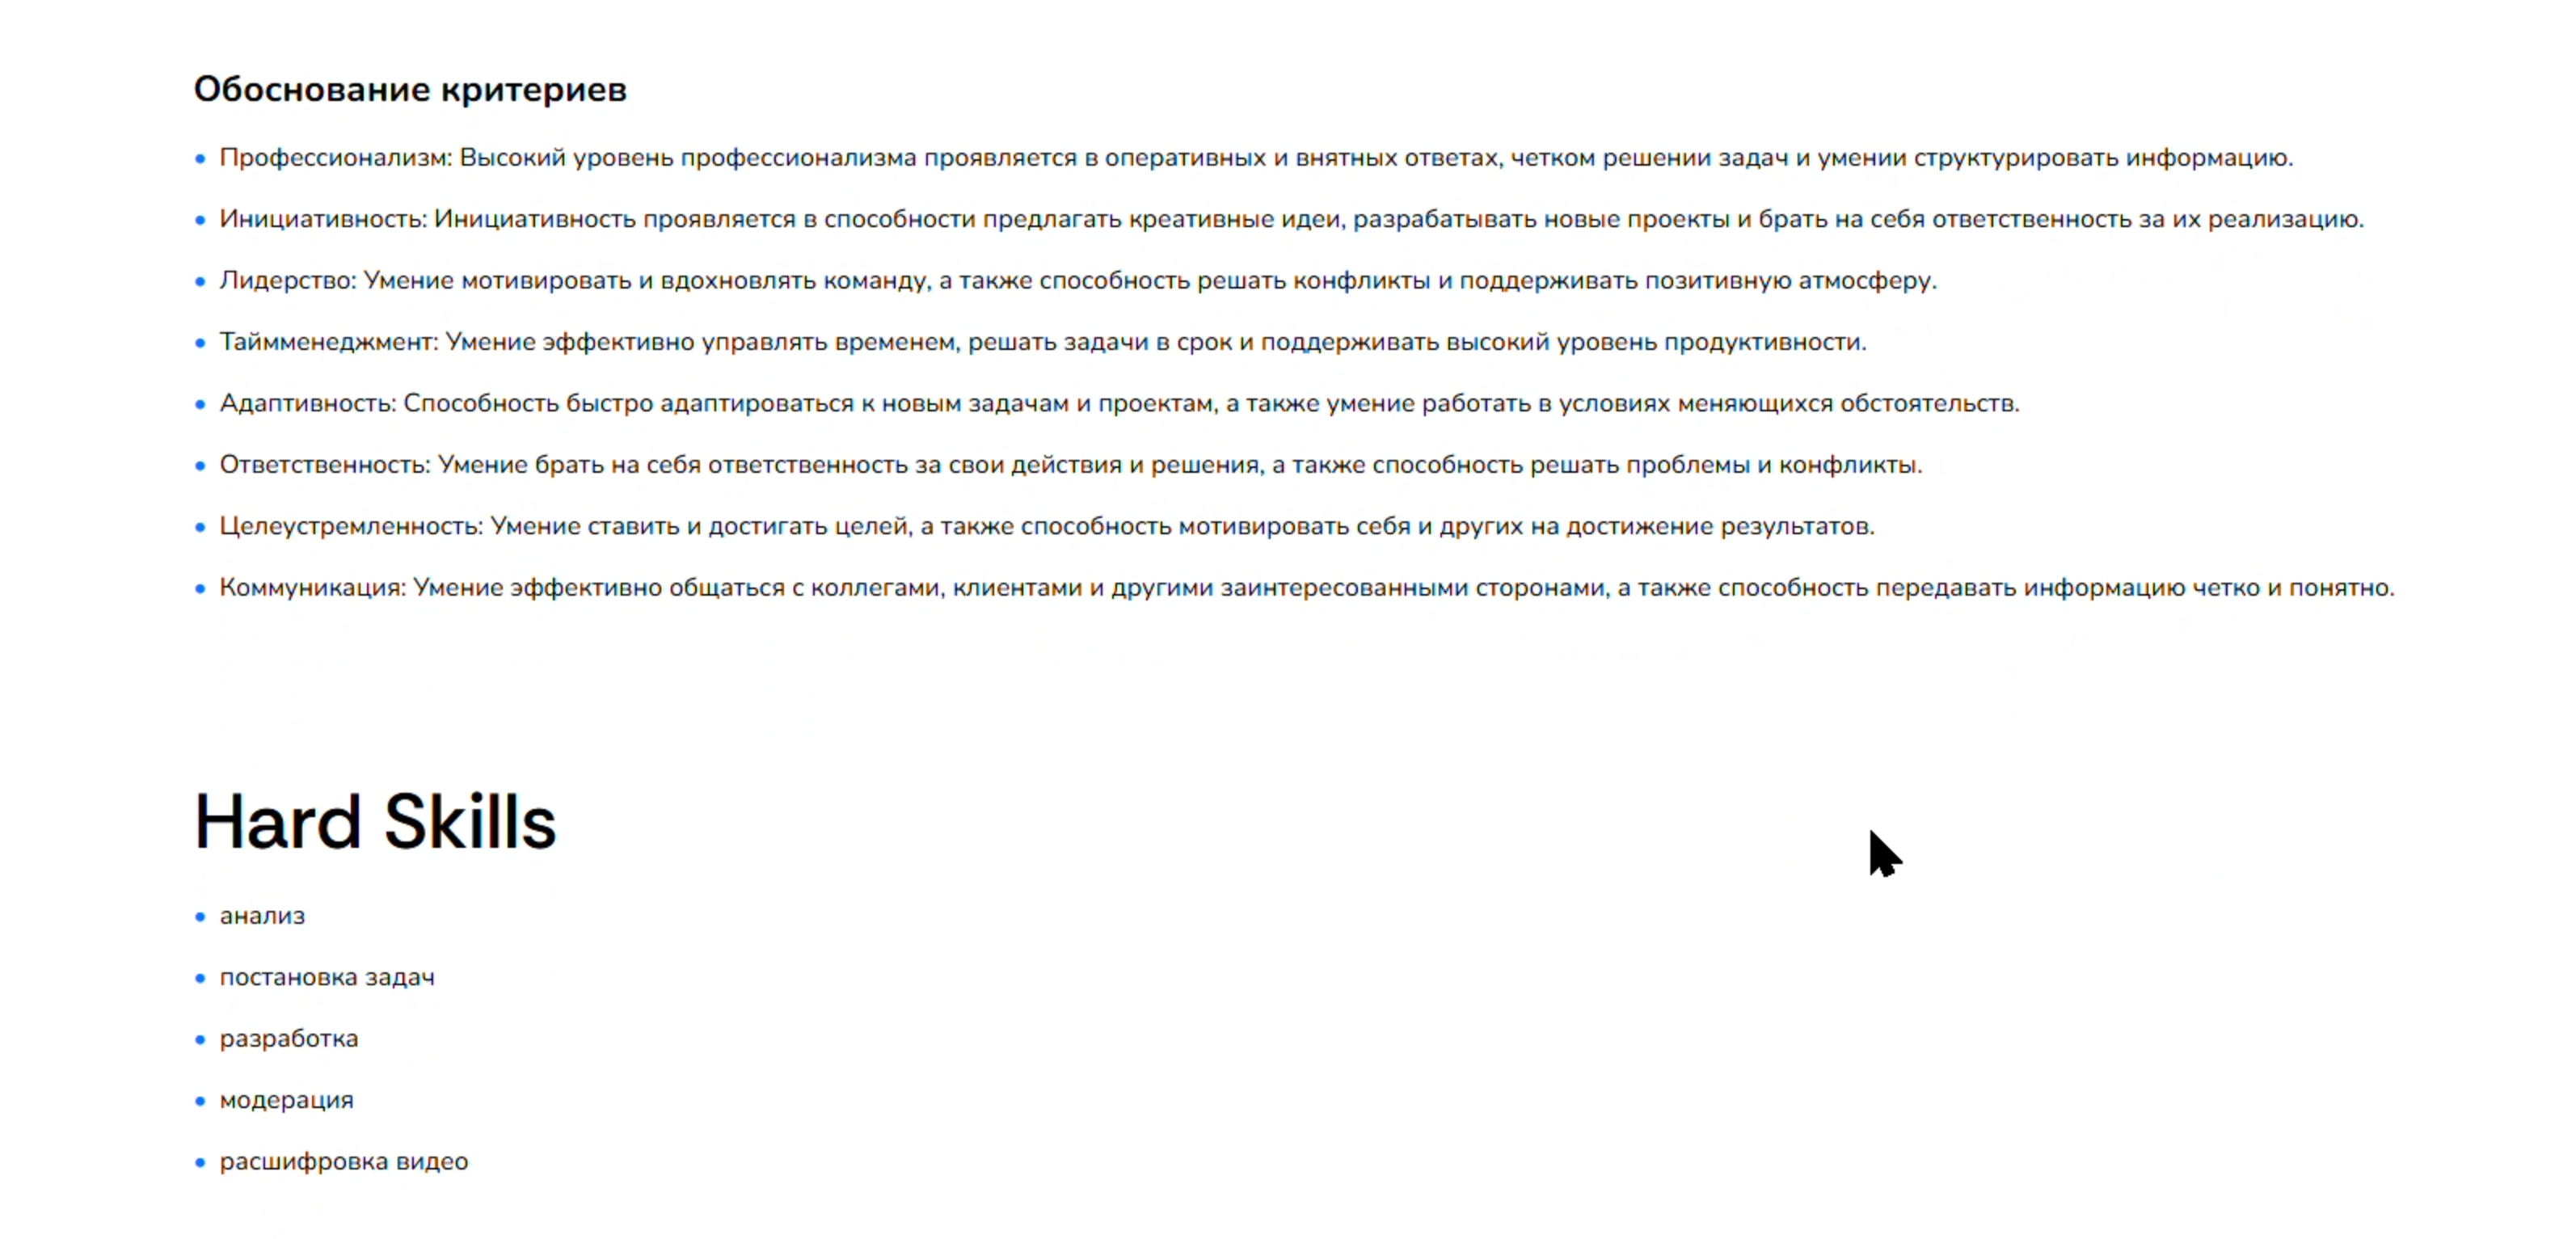 Обоснование критериев
• Профессионализм: Высокий уровень профессионализма проявляется в оперативных и внятных ответах, четком решении задач и умении структурировать информацию.
• Инициативность: Инициативность проявляется в способности предлагать креативные идеи, разрабатывать новые проекты и брать на себя ответственность за их реализацию.
• Лидерство: Умение мотивировать и вдохновлять команду, а также способность решать конфликты и поддерживать позитивную атмосферу.
• Таймменеджмент: Умение эффективно управлять временем, решать задачи в срок и поддерживать высокий уровень продуктивности.
• Адаптивность: Способность быстро адаптироваться к новым задачам и проектам, а также умение работать в условиях меняющихся обстоятельств.
• Ответственность: Умение брать на себя ответственность за свои действия и решения, а также способность решать проблемы и конфликты.
• Целеустремленность: Умение ставить и достигать целей, а также способность мотивировать себя и других на достижение результатов.
• Коммуникация: Умение эффективно общаться с коллегами, клиентами и другими заинтересованными сторонами, а также способность передавать информацию четко и понятно.
Hard Skills
• анализ
• постановка задач
• разработка
• модерация
• расшифровка видео